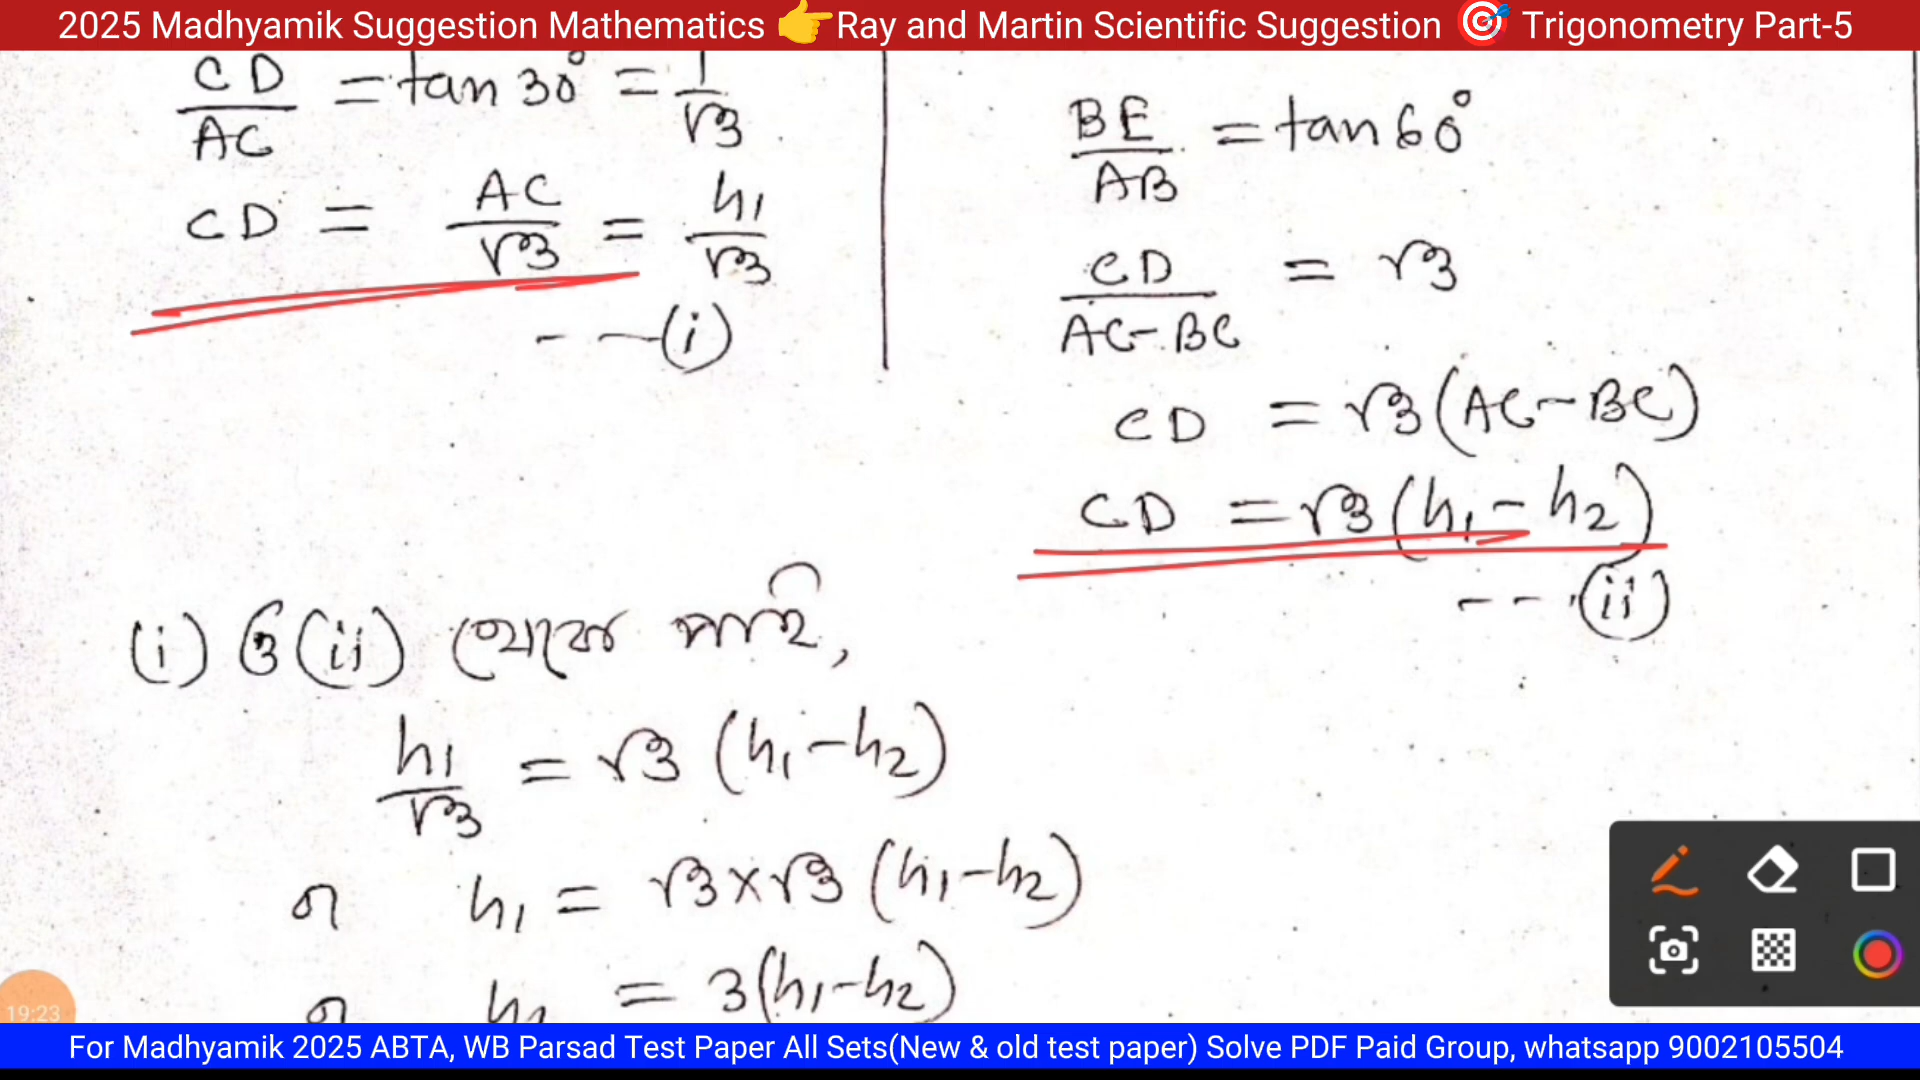 2025 Madhyamik Suggestion Mathematics 👉Ray and Martin Scientific Suggestion 🎯 Trigonometry Part-5
CD/AC = tan 30° = 1/√3
CD = AC/√3 = h₁/√3
- - —(i)
BE/AB = tan 60°
CD/AC-BC = √3
CD = √3(AC-BC)
CD = √3(h₁-h₂)
- - -(ii)
(i) ও (ii) থেকে পাই,
h₁/√3 = √3 (h₁-h₂)
বা h₁ = √3×√3 (h₁-h₂)
বা h₁ = 3(h₁-h₂)
19:23
For Madhyamik 2025 ABTA, WB Parsad Test Paper All Sets(New & old test paper) Solve PDF Paid Group, whatsapp 9002105504